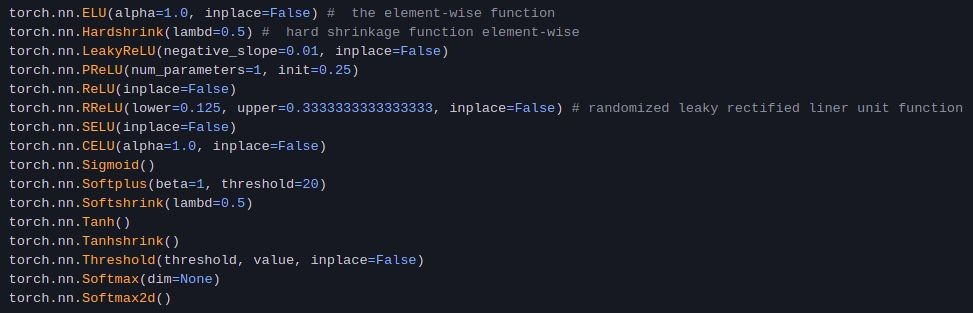 torch.nn.ELU(alpha=1.0, inplace=False) #  the element-wise function
torch.nn.Hardshrink(lambd=0.5) #  hard shrinkage function element-wise
torch.nn.LeakyReLU(negative_slope=0.01, inplace=False)
torch.nn.PReLU(num_parameters=1, init=0.25)
torch.nn.ReLU(inplace=False)
torch.nn.RReLU(lower=0.125, upper=0.3333333333333333, inplace=False) # randomized leaky rectified liner unit function
torch.nn.SELU(inplace=False)
torch.nn.CELU(alpha=1.0, inplace=False)
torch.nn.Sigmoid()
torch.nn.Softplus(beta=1, threshold=20)
torch.nn.Softshrink(lambd=0.5)
torch.nn.Tanh()
torch.nn.Tanhshrink()
torch.nn.Threshold(threshold, value, inplace=False)
torch.nn.Softmax(dim=None)
torch.nn.Softmax2d()